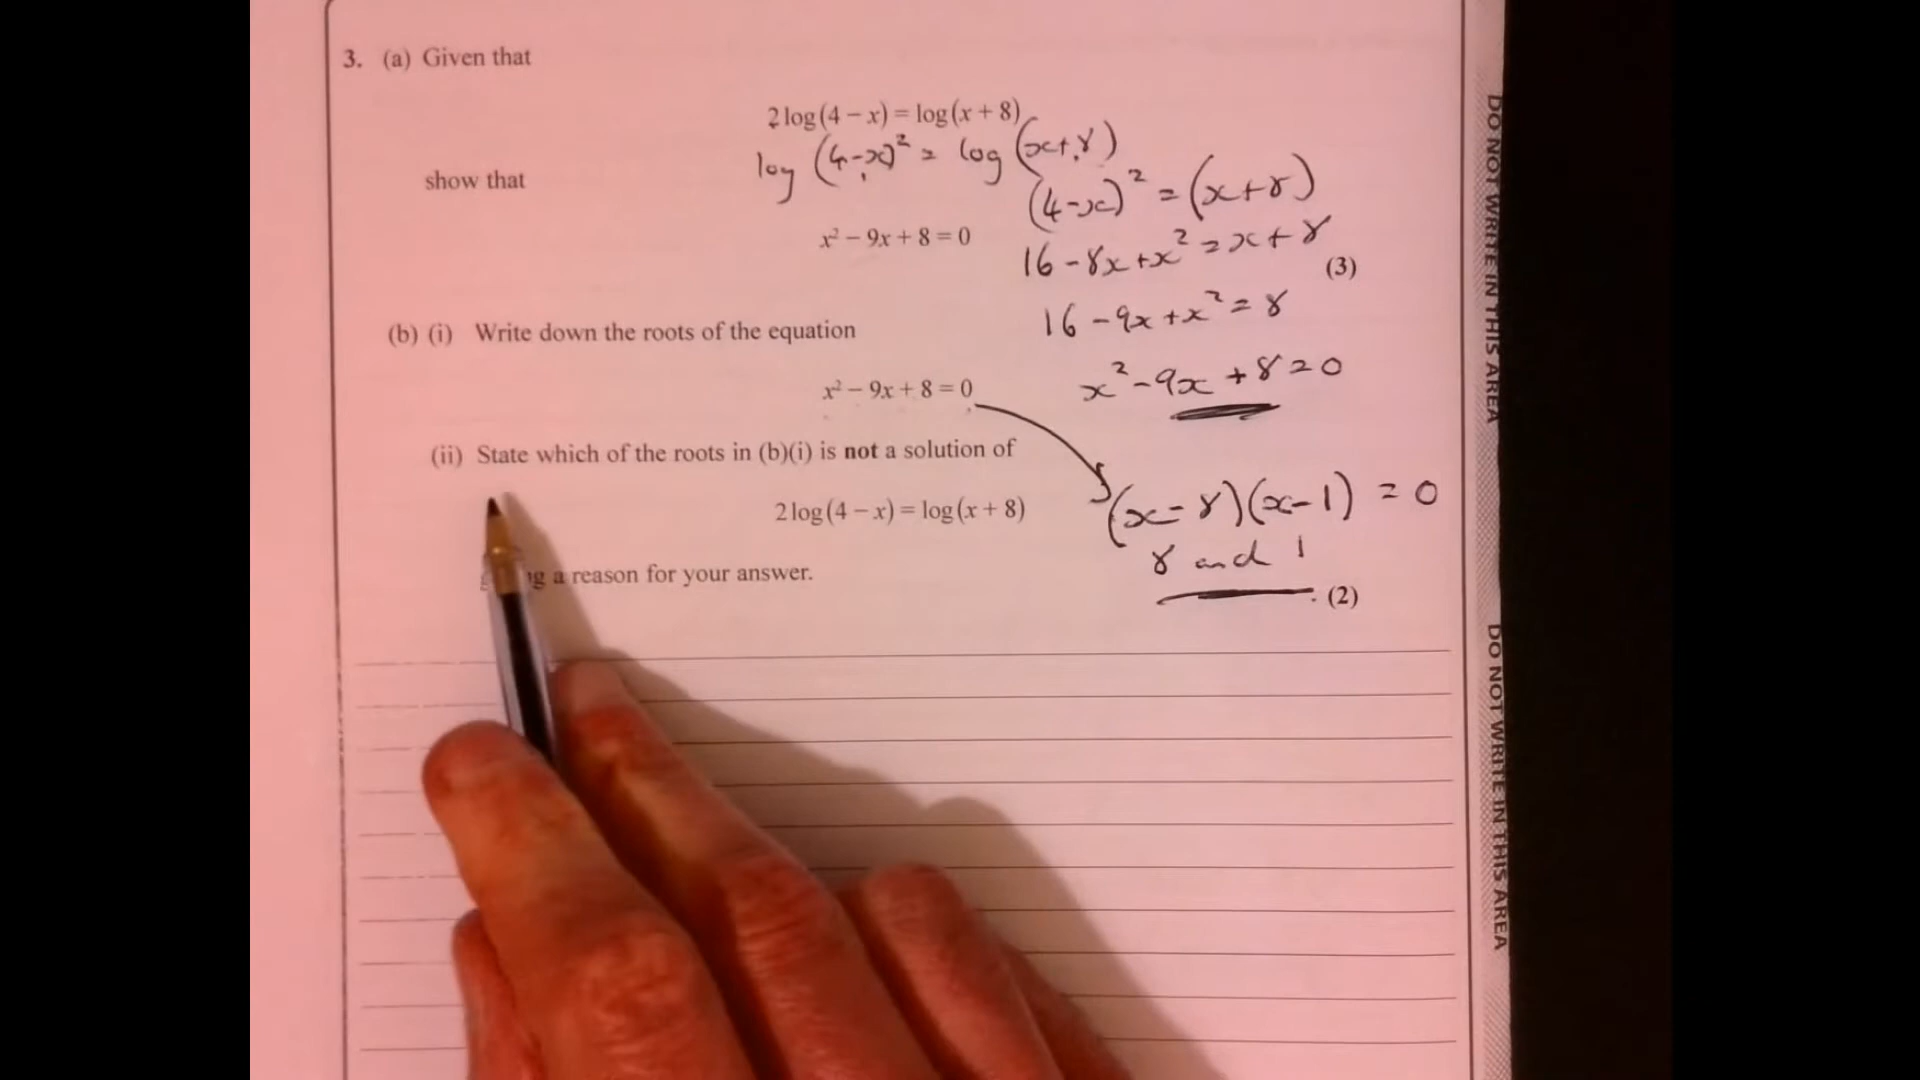 3. (a) Given that
2log(4 − x) = log(x + 8)
log (4-x)² = log (x+8)
show that
(4-x)² = (x+8)
x² − 9x + 8 = 0
16 - 8x + x² = x + 8
(3)
16 - 9x + x² = 8
(b) (i) Write down the roots of the equation
x² - 9x + 8 = 0
x² − 9x + 8 = 0
(ii) State which of the roots in (b)(i) is not a solution of
(x-8)(x-1) = 0
2log(4 − x) = log(x + 8)
8 and 1
a reason for your answer.
(2)
DO NOT WRITE IN THIS AREA
DO NOT WRITE IN THIS AREA